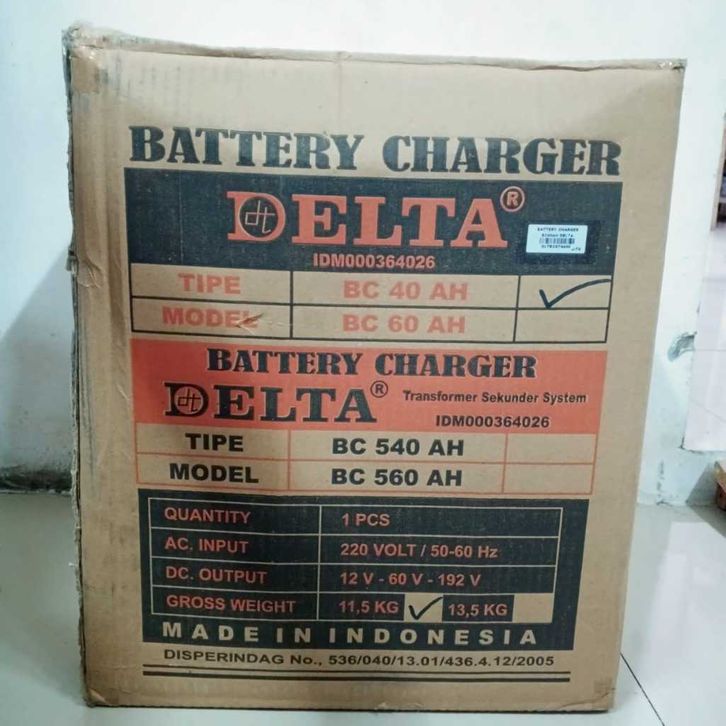 BATTERY CHARGER
DELTA®
IDM000364026
BATTERY CHARGER
TIPE BC 40 AH ✓
MODEL BC 60 AH
BATTERY CHARGER
DELTA® Transformer Sekunder System
IDM000364026
TIPE BC 540 AH
MODEL BC 560 AH
QUANTITY 1 PCS
AC. INPUT 220 VOLT / 50-60 Hz
DC. OUTPUT 12 V - 60 V - 192 V
GROSS WEIGHT 11,5 KG ✓ 13,5 KG
MADE IN INDONESIA
DISPERINDAG No., 536/040/13.01/436.4.12/2005